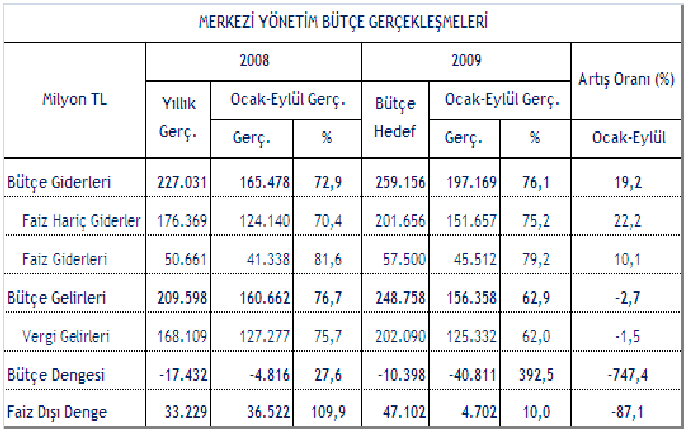 MERKEZİ YÖNETİM BÜTÇE GERÇEKLEŞMELERİ
Milyon TL 2008 2009 Artış Oranı (%)
Yıllık Gerç. Ocak-Eylül Gerç. Bütçe Hedef Ocak-Eylül Gerç.
Gerç. % Gerç. % Ocak-Eylül
Bütçe Giderleri 227.031 165.478 72,9 259.156 197.169 76,1 19,2
Faiz Hariç Giderler 176.369 124.140 70,4 201.656 151.657 75,2 22,2
Faiz Giderleri 50.661 41.338 81,6 57.500 45.512 79,2 10,1
Bütçe Gelirleri 209.598 160.662 76,7 248.758 156.358 62,9 -2,7
Vergi Gelirleri 168.109 127.277 75,7 202.090 125.332 62,0 -1,5
Bütçe Dengesi -17.432 -4.816 27,6 -10.398 -40.811 392,5 -747,4
Faiz Dışı Denge 33.229 36.522 109,9 47.102 4.702 10,0 -87,1